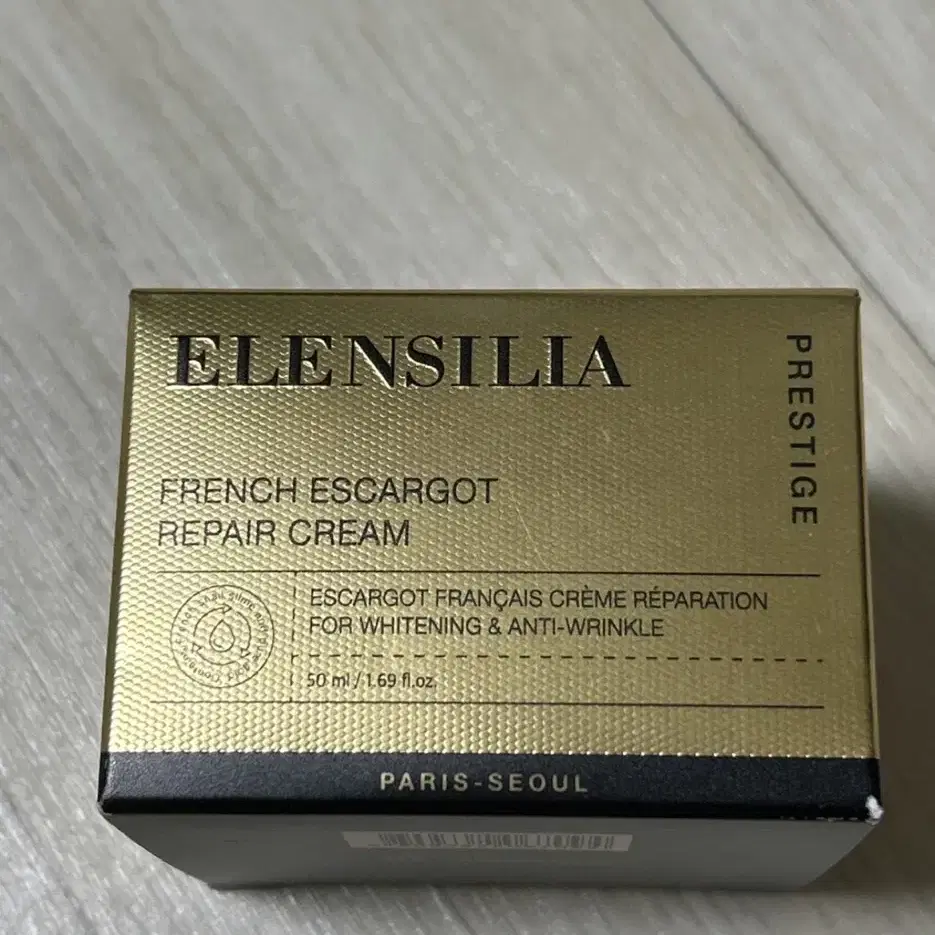 ELENSILIA
PRESTIGE
FRENCH ESCARGOT
REPAIR CREAM
ESCARGOT FRANÇAIS CRÈME RÉPARATION
FOR WHITENING & ANTI-WRINKLE
50 ml / 1.69 fl.oz.
PARIS-SEOUL